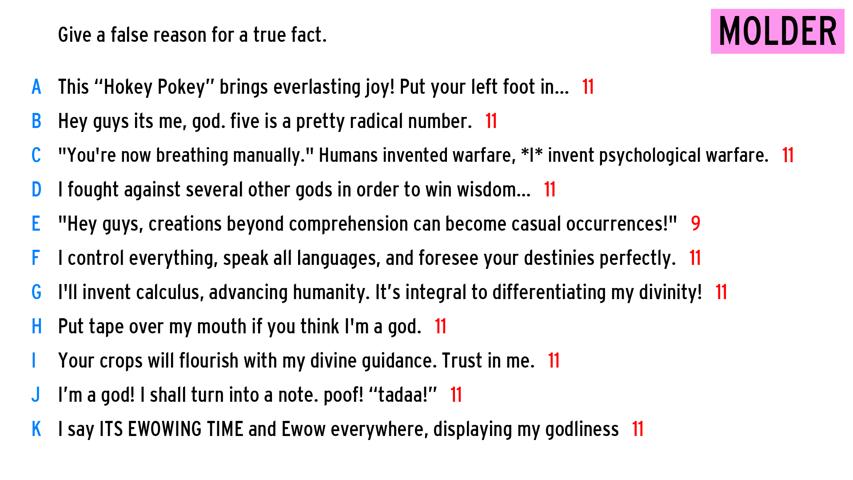 Give a false reason for a true fact.
MOLDER
A This “Hokey Pokey” brings everlasting joy! Put your left foot in... 11
B Hey guys its me, god. five is a pretty radical number. 11
C "You're now breathing manually." Humans invented warfare, *I* invent psychological warfare. 11
D I fought against several other gods in order to win wisdom... 11
E "Hey guys, creations beyond comprehension can become casual occurrences!" 9
F I control everything, speak all languages, and foresee your destinies perfectly. 11
G I'll invent calculus, advancing humanity. It’s integral to differentiating my divinity! 11
H Put tape over my mouth if you think I'm a god. 11
I Your crops will flourish with my divine guidance. Trust in me. 11
J I’m a god! I shall turn into a note. poof! “tadaa!” 11
K I say ITS EWOWING TIME and Ewow everywhere, displaying my godliness 11